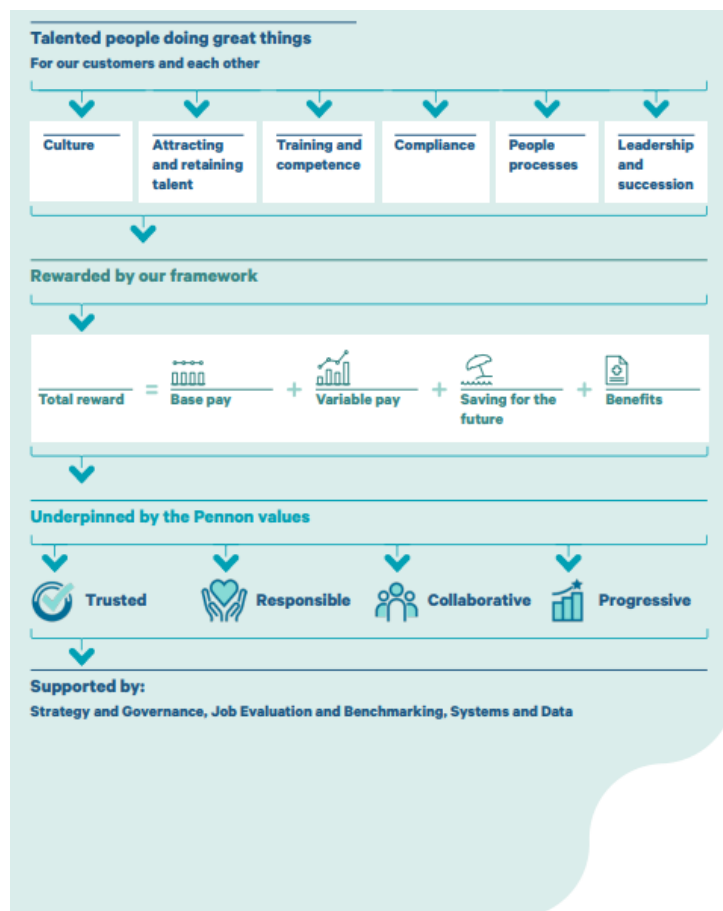 Talented people doing great things
For our customers and each other
Culture
Attracting
and retaining
talent
Training and
competence
Compliance
People
processes
Leadership
and
succession
Rewarded by our framework
Total reward
=
Base pay
+
Variable pay
+
Saving for the
future
+
Benefits
Underpinned by the Pennon values
Trusted
Responsible
Collaborative
Progressive
Supported by:
Strategy and Governance, Job Evaluation and Benchmarking, Systems and Data